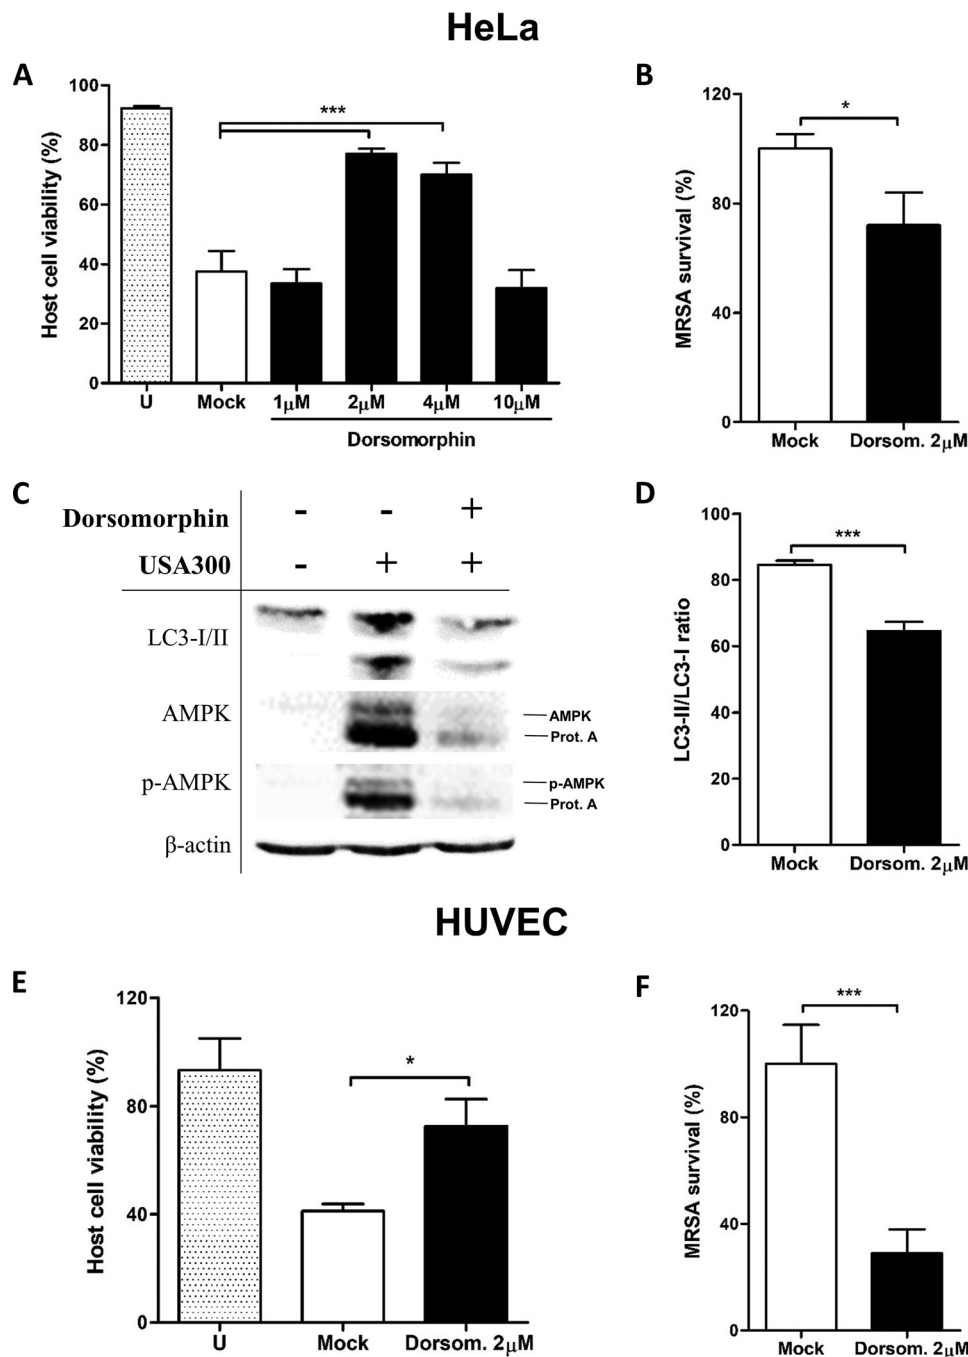 HeLa
A
Host cell viability (%)
100
80
60
40
20
0
***
U Mock 1µM 2µM 4µM 10µM
Dorsomorphin
B
MRSA survival (%)
120
80
40
0
*
Mock Dorsom. 2µM
C
Dorsomorphin - - +
USA300 - + +
LC3-I/II
AMPK
AMPK
Prot. A
p-AMPK
p-AMPK
Prot. A
β-actin
D
LC3-II/LC3-I ratio
100
80
60
40
20
0
***
Mock Dorsom. 2µM
HUVEC
E
Host cell viability (%)
120
80
40
0
*
U Mock Dorsom. 2µM
F
MRSA survival (%)
120
80
40
0
***
Mock Dorsom. 2µM